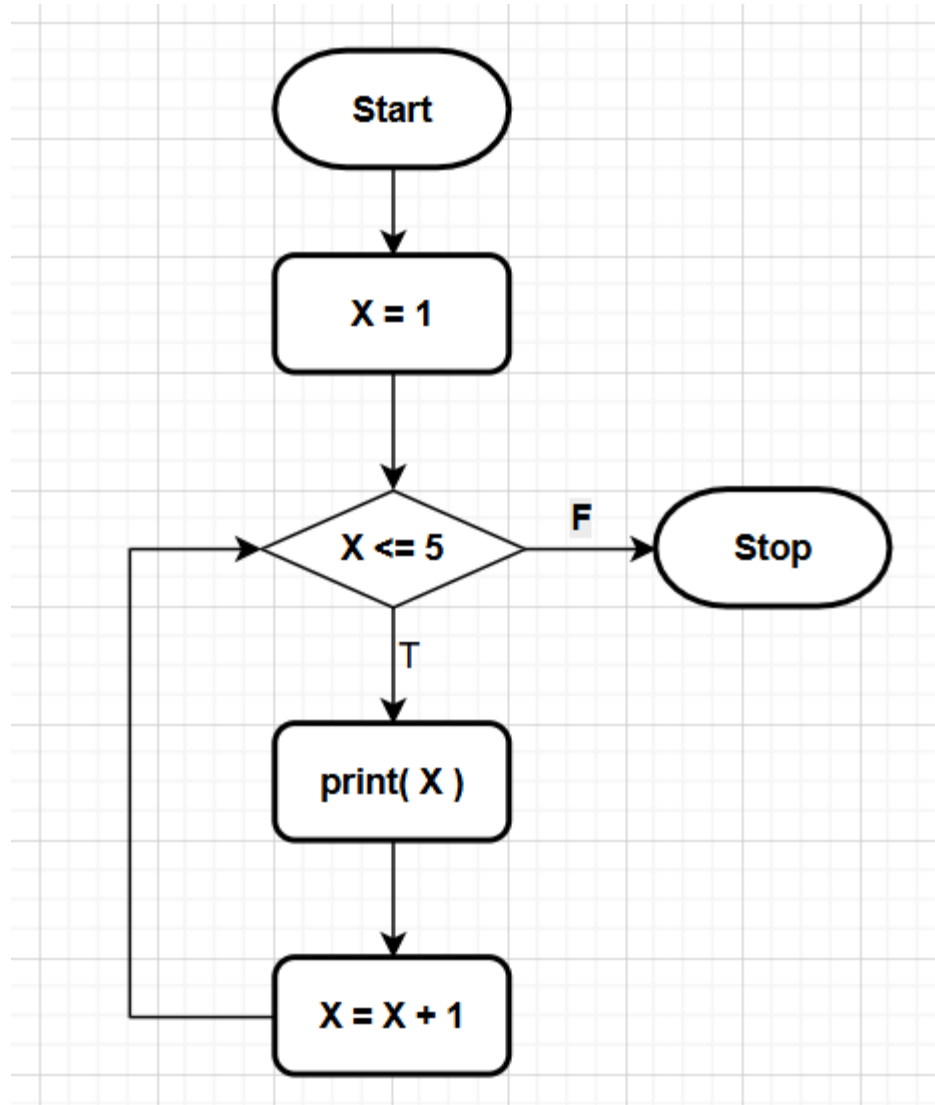 Start
X = 1
X <= 5
F
Stop
T
print( X )
X = X + 1